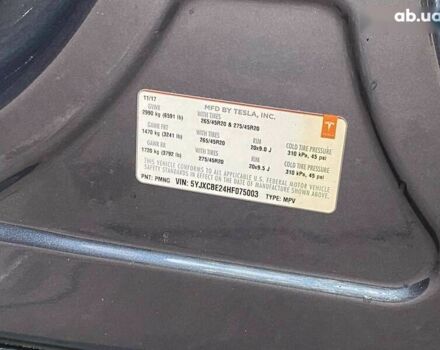 ab.ua
11/17
MFD BY TESLA, INC.
GVWR
2990 kg (6591 lb)
WITH TIRES
265/45R20 & 275/45R20
TESLA
GAWR FRT
1470 kg (3241 lb)
WITH TIRES
265/45R20
RIM
20x9.0 J
COLD TIRE PRESSURE
310 kPa, 45 psi
GAWR RR
1720 kg (3792 lb)
WITH TIRES
275/45R20
RIM
20x9.5 J
COLD TIRE PRESSURE
310 kPa, 45 psi
THIS VEHICLE CONFORMS TO ALL APPLICABLE U.S. FEDERAL MOTOR VEHICLE
SAFETY STANDARDS IN EFFECT ON THE DATE OF MANUFACTURE SHOWN ABOVE.
PNT: PMNG VIN: 5YJXCBE24HF075003 TYPE: MPV